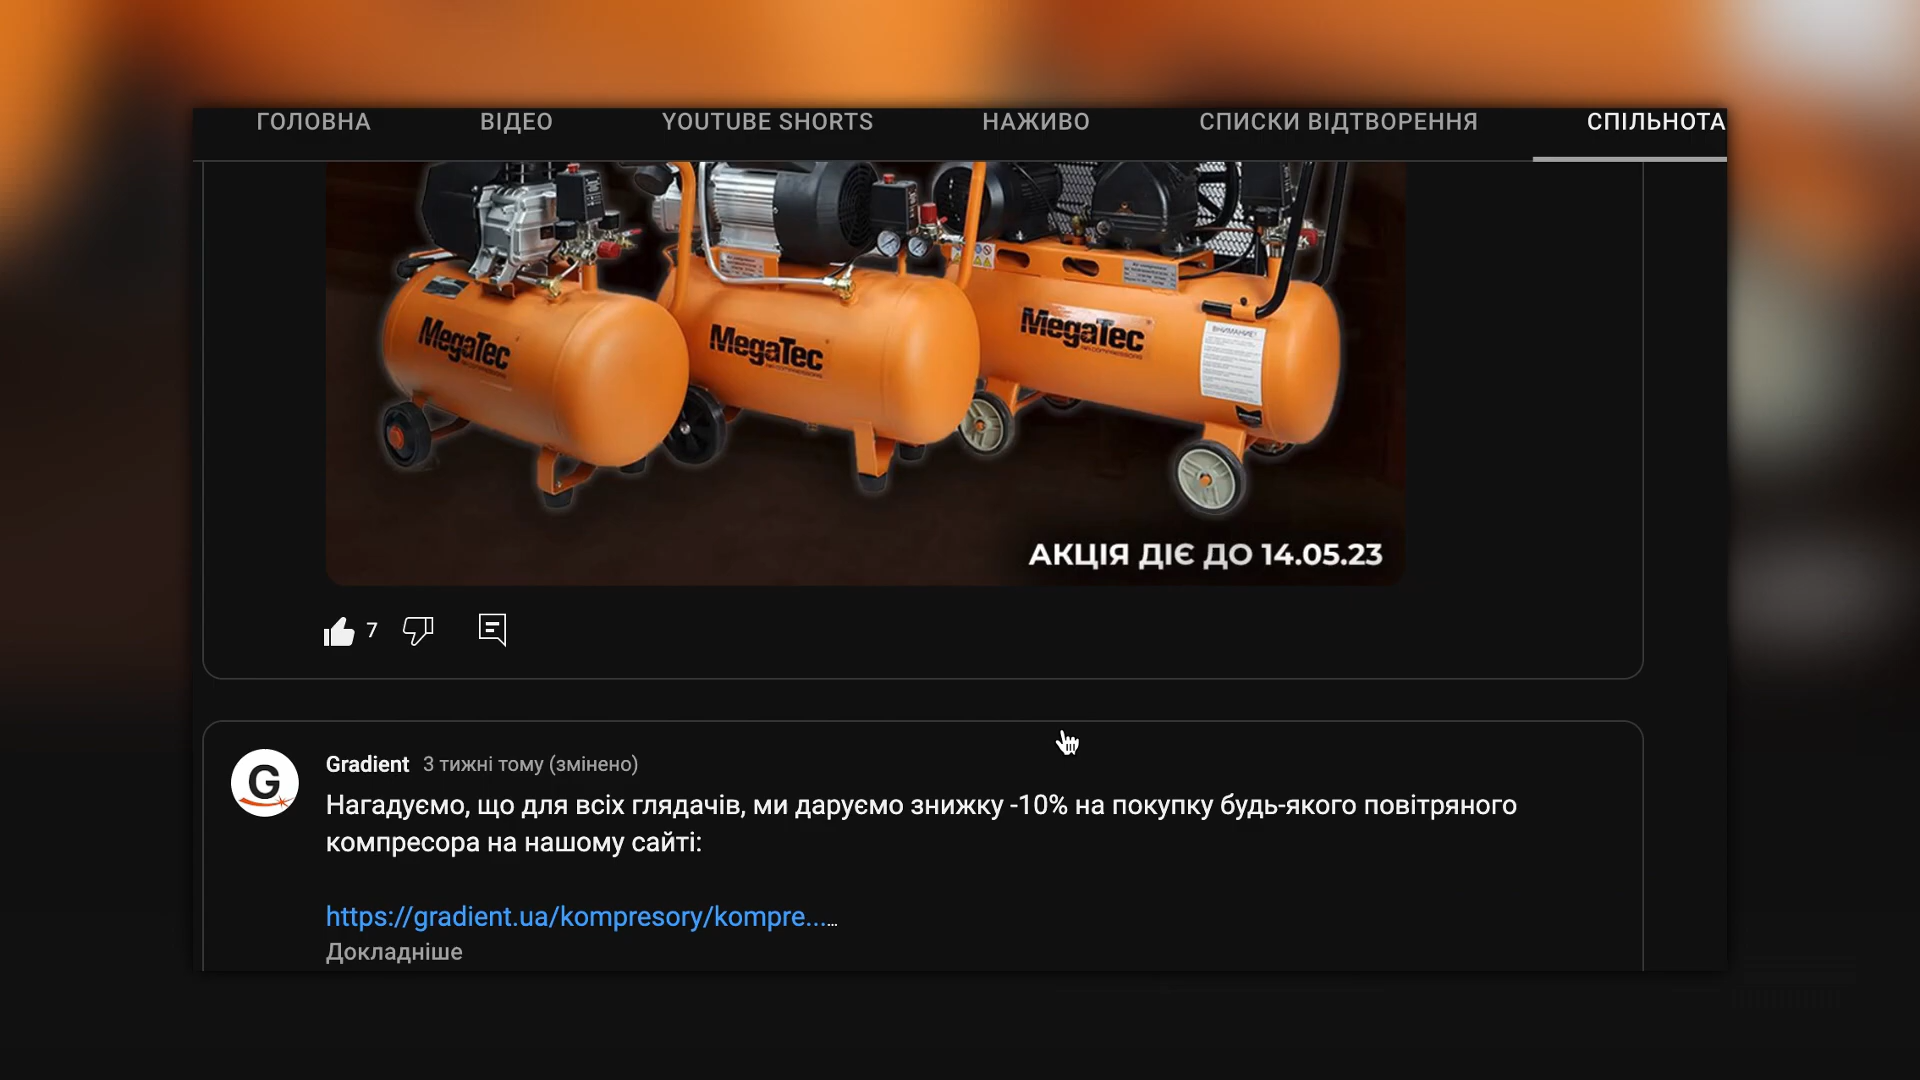 ГОЛОВНА ВІДЕО YOUTUBE SHORTS НАЖИВО СПИСКИ ВІДТВОРЕННЯ СПІЛЬНОТА
MegaTec
MegaTec
MegaTec
ВНИМАНИЕ!
АКЦІЯ ДІЄ ДО 14.05.23
7
G
Gradient 3 тижні тому (змінено)
Нагадуємо, що для всіх глядачів, ми даруємо знижку -10% на покупку будь-якого повітряного
компресора на нашому сайті:
https://gradient.ua/kompresory/kompre......
Докладніше